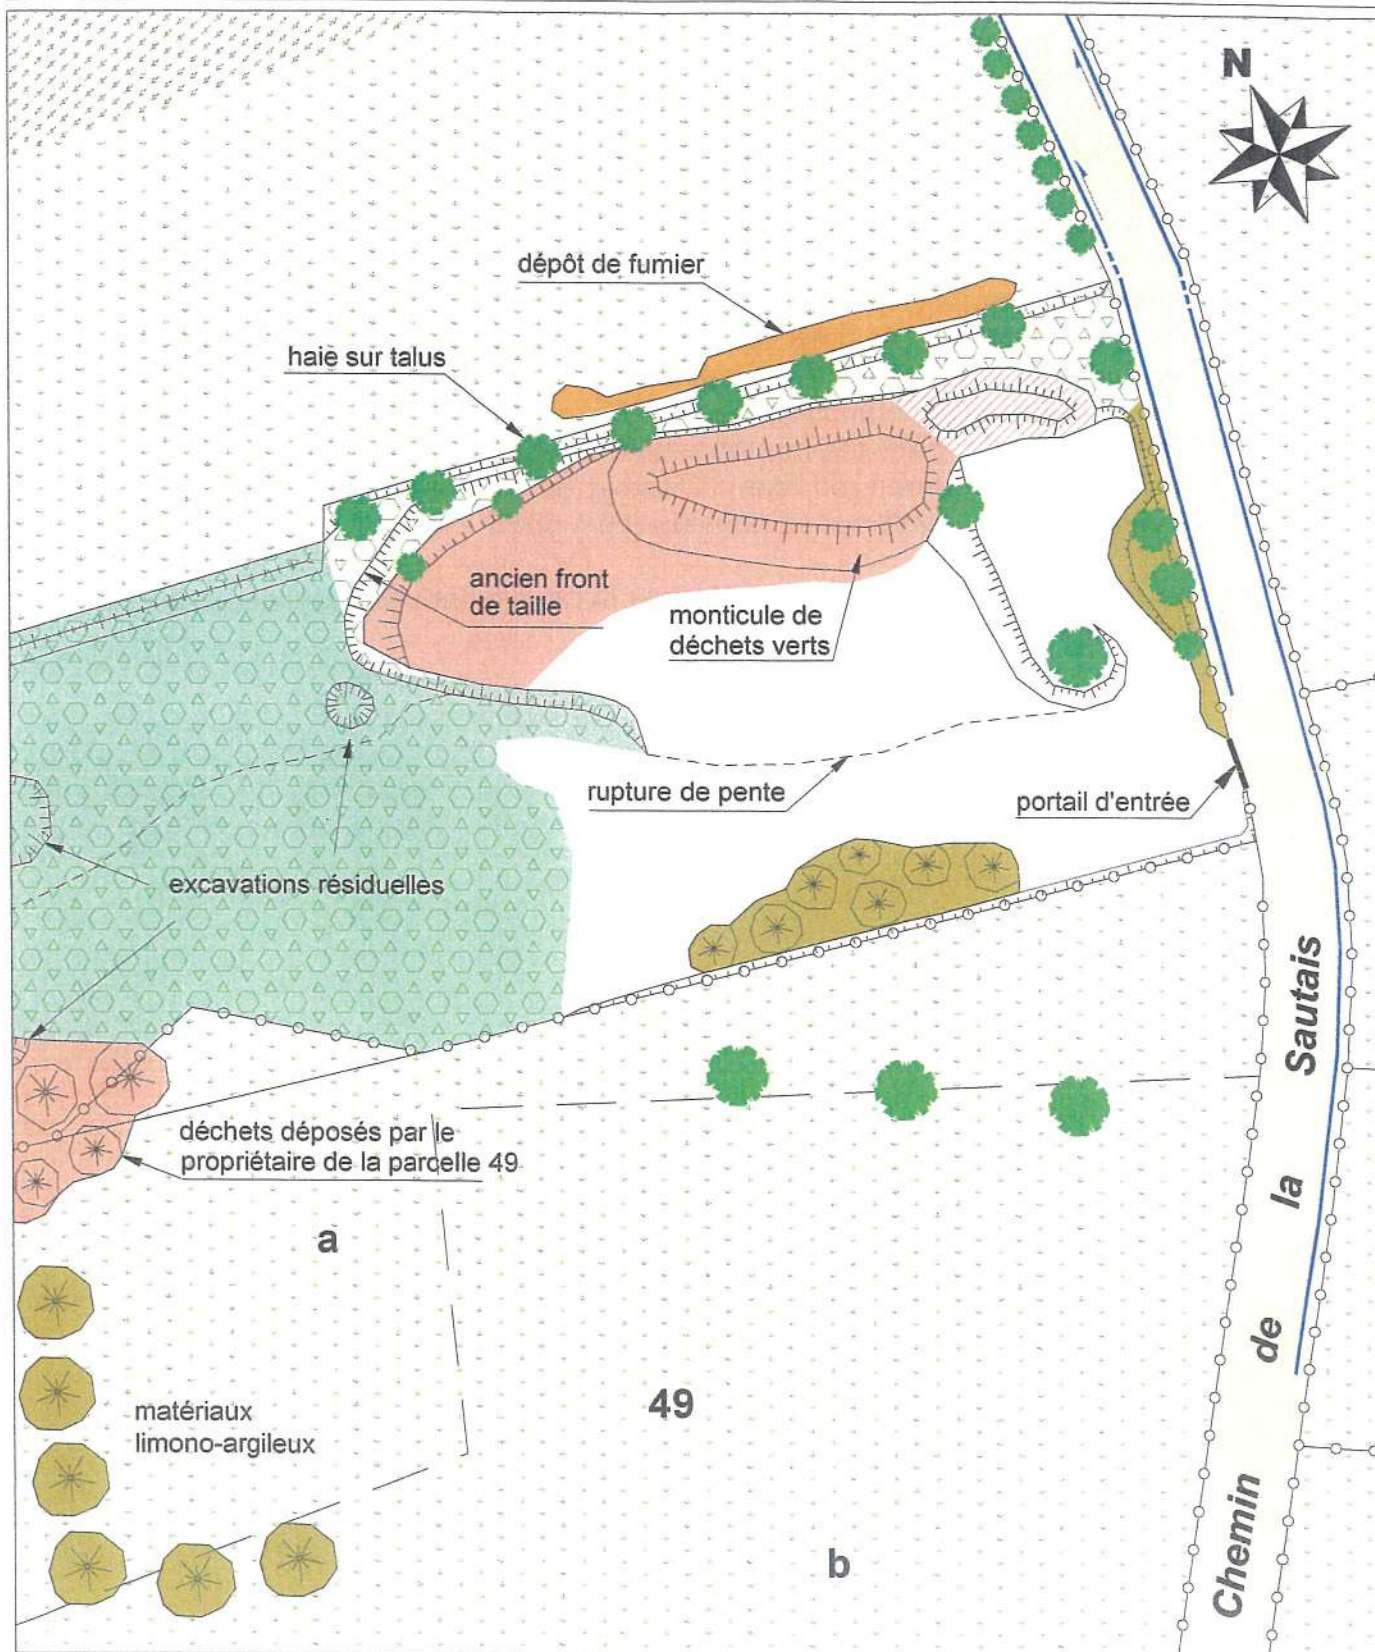 N
dépôt de fumier
haie sur talus
ancien front
de taille
monticule de
déchets verts
rupture de pente
portail d'entrée
excavations résiduelles
déchets déposés par le
propriétaire de la parcelle 49
a
matériaux
limono-argileux
49
b
Chemin de la Sautais